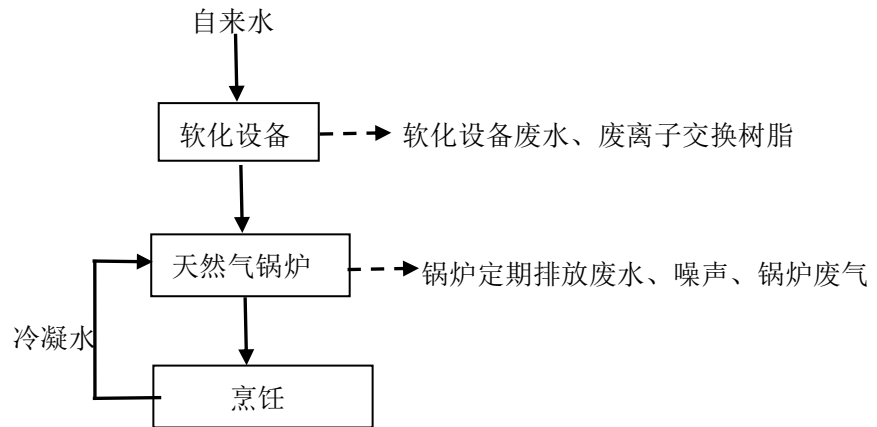 自来水
软化设备
软化设备废水、废离子交换树脂
天然气锅炉
锅炉定期排放废水、噪声、锅炉废气
冷凝水
烹饪